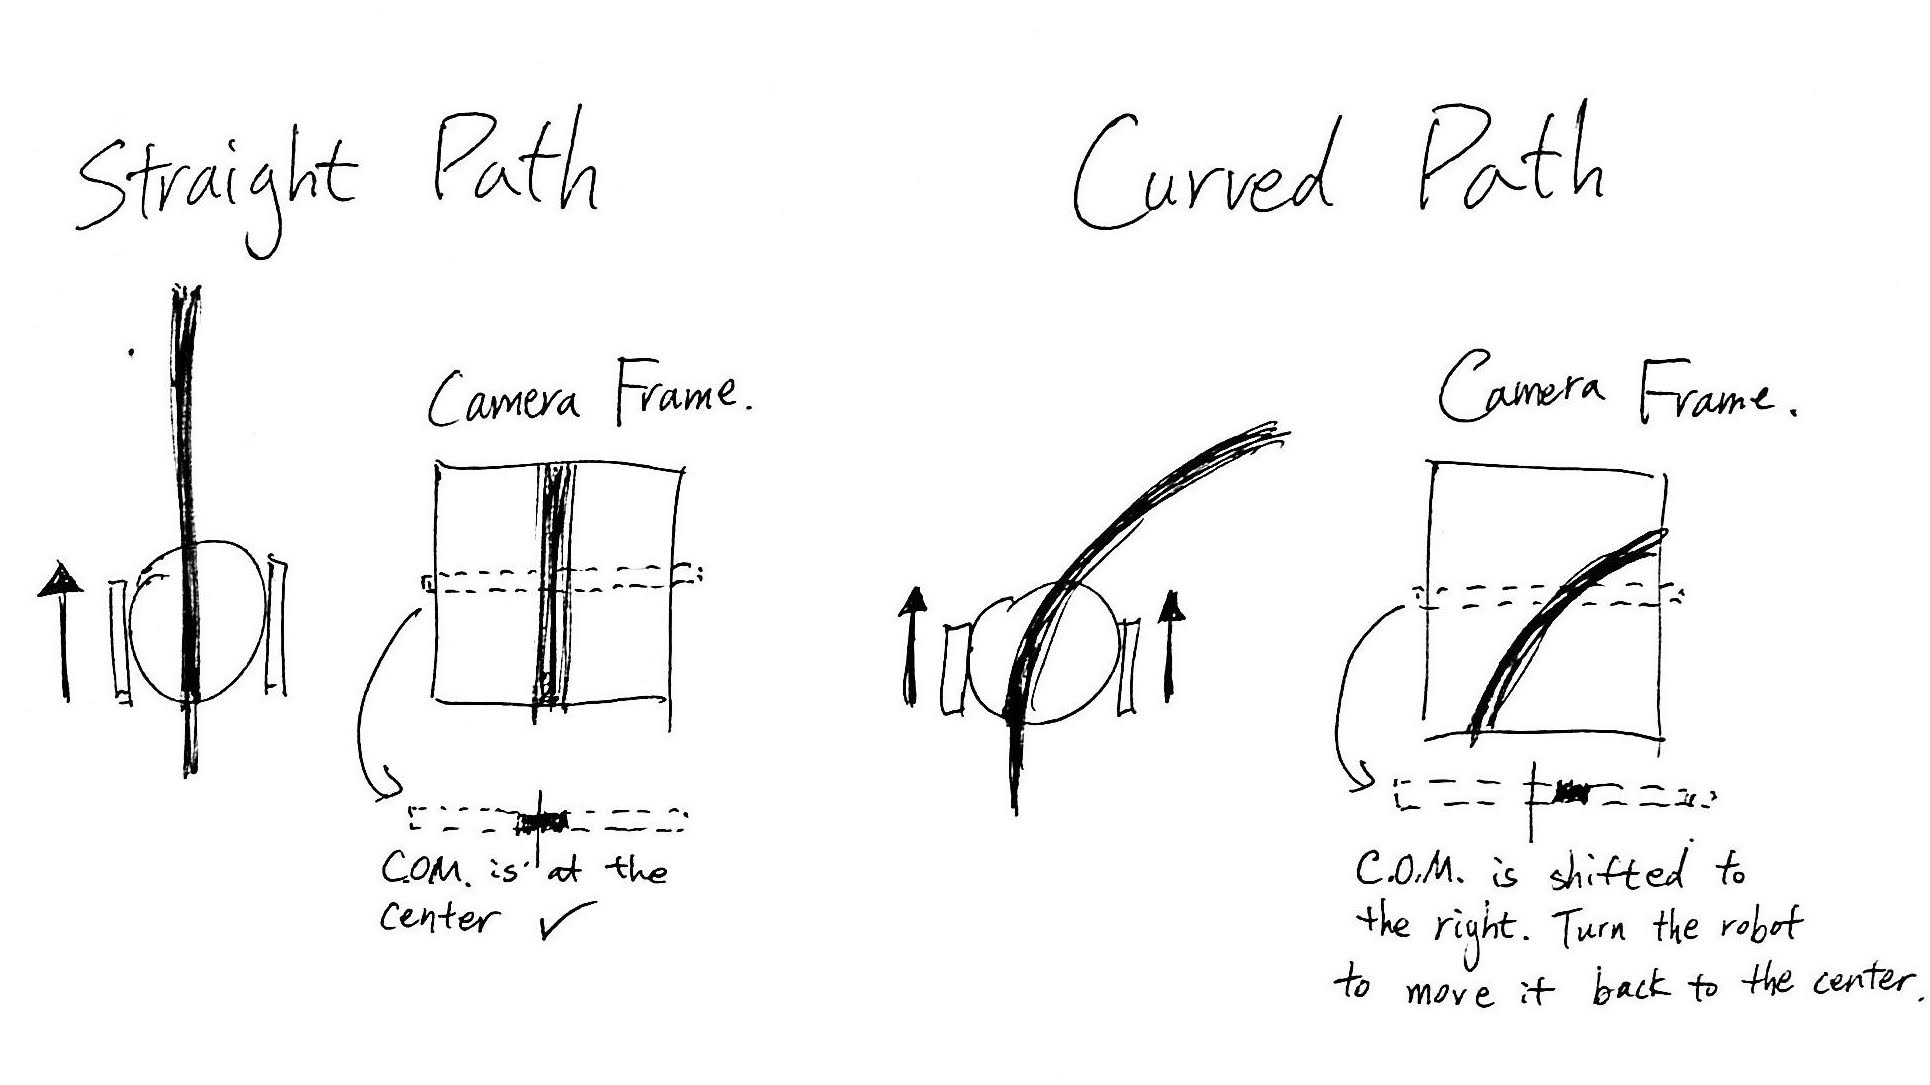 Straight Path
Camera Frame.
C.O.M. is at the
center ✓
Curved Path
Camera Frame.
C.O.M. is shifted to
the right. Turn the robot
to move it back to the center.